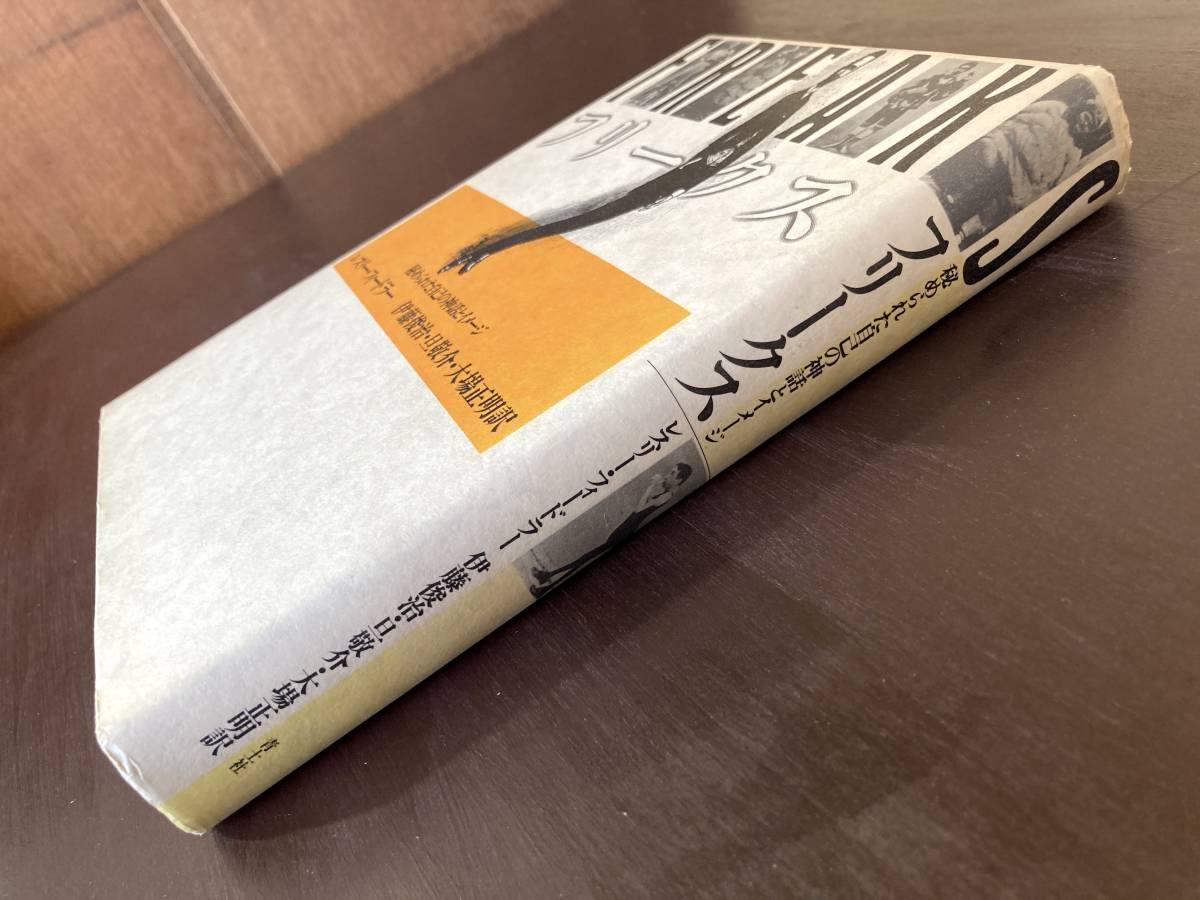 FREAKS
フリークス
秘められた自己の神話とイメージ
レスリー・フィードラー
伊藤俊治・旦敬介・大場正明訳
フリークス
秘められた自己の神話とイメージ
レスリー・フィードラー
伊藤俊治・旦 敬介・大場正明訳
青土社